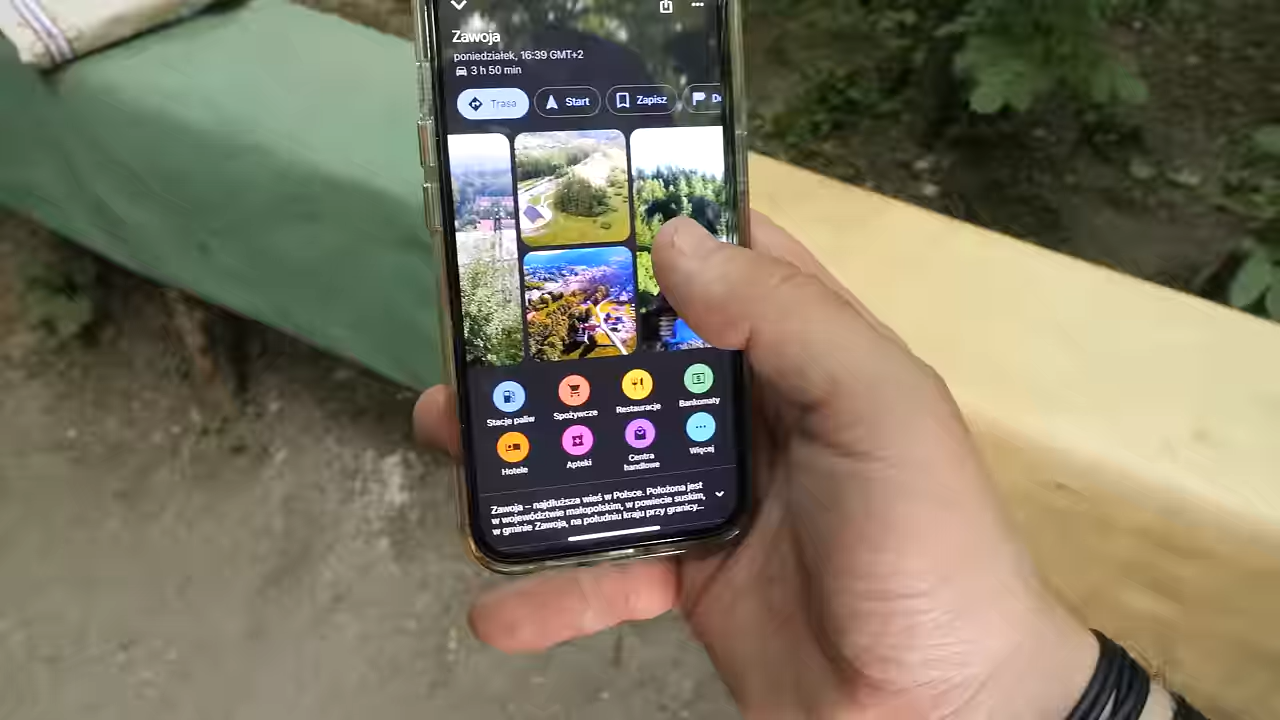 Zawoja
poniedziałek, 16:39 GMT+2
3 h 50 min
Trasa
Start
Zapisz
Stacje paliw
Spożywcze
Restauracje
Bankomaty
Hotele
Apteki
Centra
handlowe
Więcej
Zawoja – najdłuższa wieś w Polsce. Położona jest
w województwie małopolskim, w powiecie suskim,
w gminie Zawoja, na południu kraju przy granicy...